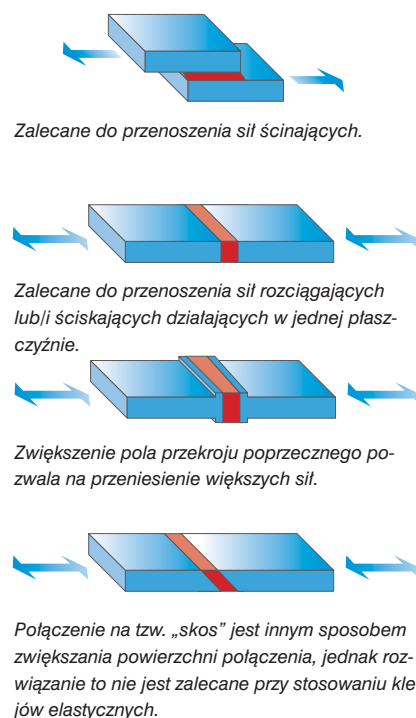 Zalecane do przenoszenia sił ścinających.
Zalecane do przenoszenia sił rozciągających
lub/i ściskających działających w jednej płasz-
czyźnie.
Zwiększenie pola przekroju poprzecznego po-
zwala na przeniesienie większych sił.
Połączenie na tzw. „skos” jest innym sposobem
zwiększania powierzchni połączenia, jednak roz-
wiązanie to nie jest zalecane przy stosowaniu kle
jów elastycznych.